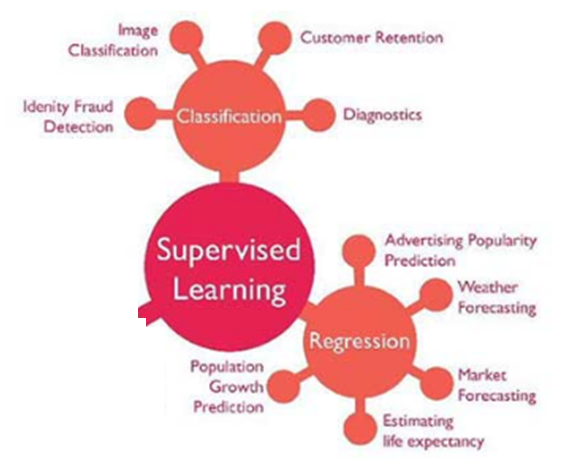 Image
Classification
Customer Retention
Idenity Fraud
Detection
Classification
Diagnostics
Supervised
Learning
Advertising Popularity
Prediction
Weather
Forecasting
Regression
Population
Growth
Prediction
Market
Forecasting
Estimating
life expectancy